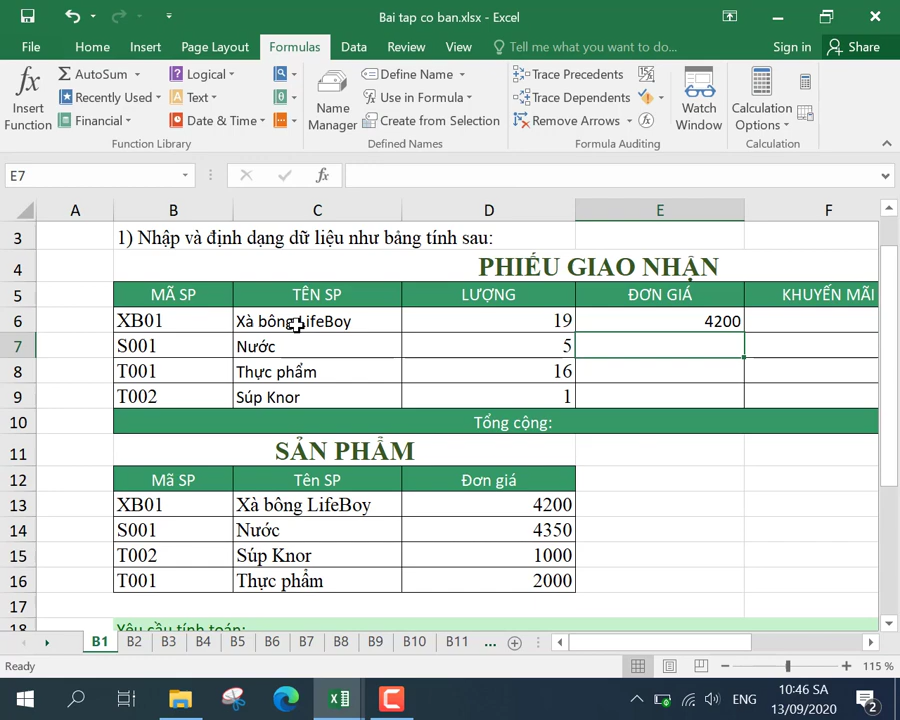 Bai tap co ban.xlsx - Excel
File Home Insert Page Layout Formulas Data Review View Tell me what you want to do... Sign in Share
Insert Function
AutoSum
Recently Used
Financial
Logical
Text
Date & Time
Function Library
Name Manager
Define Name
Use in Formula
Create from Selection
Defined Names
Trace Precedents
Trace Dependents
Remove Arrows
Formula Auditing
Watch Window
Calculation Options
Calculation
E7 fx
A B C D E F
3 1) Nhập và định dạng dữ liệu như bảng tính sau:
4 PHIẾU GIAO NHẬN
5 MÃ SP TÊN SP LƯỢNG ĐƠN GIÁ KHUYẾN MÃI
6 XB01 Xà bông LifeBoy 19 4200
7 S001 Nước 5
8 T001 Thực phẩm 16
9 T002 Súp Knor 1
10 Tổng cộng:
11 SẢN PHẨM
12 Mã SP Tên SP Đơn giá
13 XB01 Xà bông LifeBoy 4200
14 S001 Nước 4350
15 T002 Súp Knor 1000
16 T001 Thực phẩm 2000
17
18 Yêu cầu tính toán:
B1 B2 B3 B4 B5 B6 B7 B8 B9 B10 B11 ...
Ready 115 %
ENG 10:46 SA
13/09/2020 2